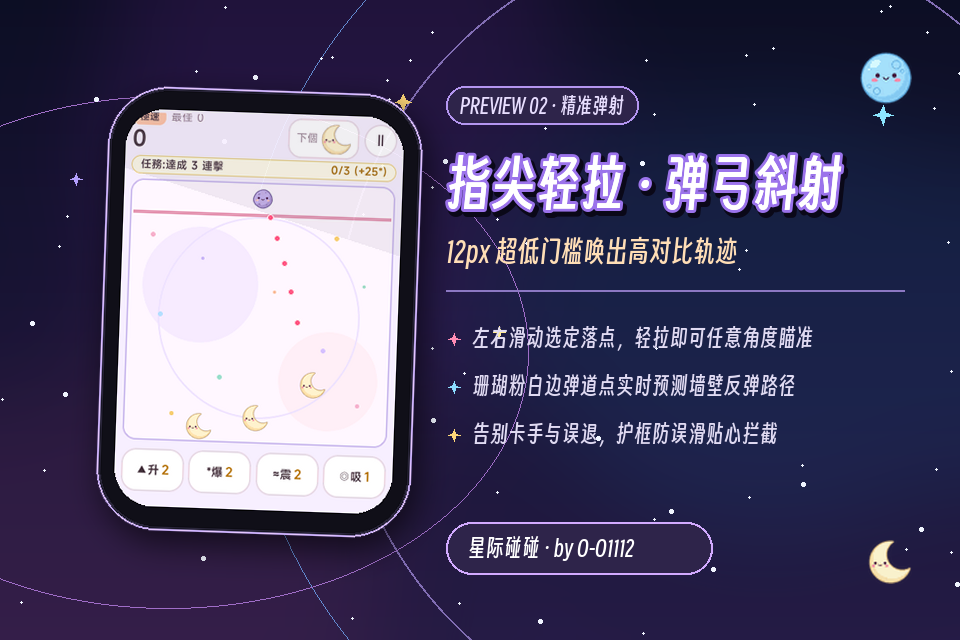 極速 最佳 0
0
下個
任務:達成 3 連擊 0/3 (+25*)
▲升 2 *爆 2 ≈震 2 ◎吸 1
PREVIEW 02 · 精准弹射
指尖轻拉 · 弹弓斜射
12px 超低门槛唤出高对比轨迹
左右滑动选定落点，轻拉即可任意角度瞄准
珊瑚粉白边弹道点实时预测墙壁反弹路径
告别卡手与误退，护框防误滑贴心拦截
星际碰碰 · by O-O1112